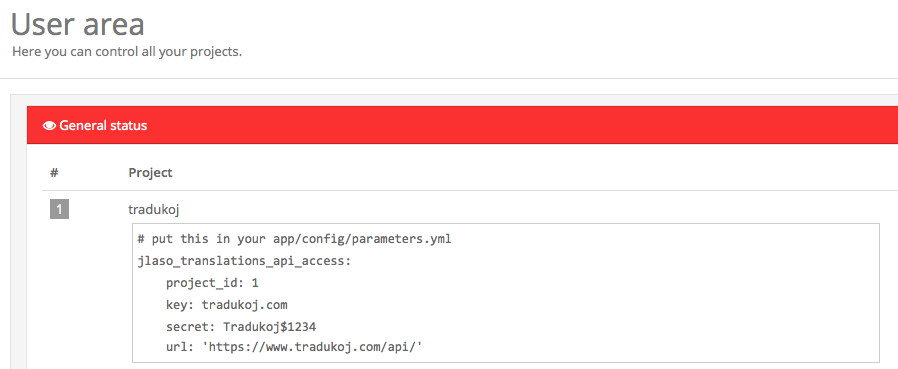 User area
Here you can control all your projects.
General status
# Project
1 tradukoj
# put this in your app/config/parameters.yml
jlaso_translations_api_access:
    project_id: 1
    key: tradukoj.com
    secret: Tradukoj$1234
    url: 'https://www.tradukoj.com/api/'